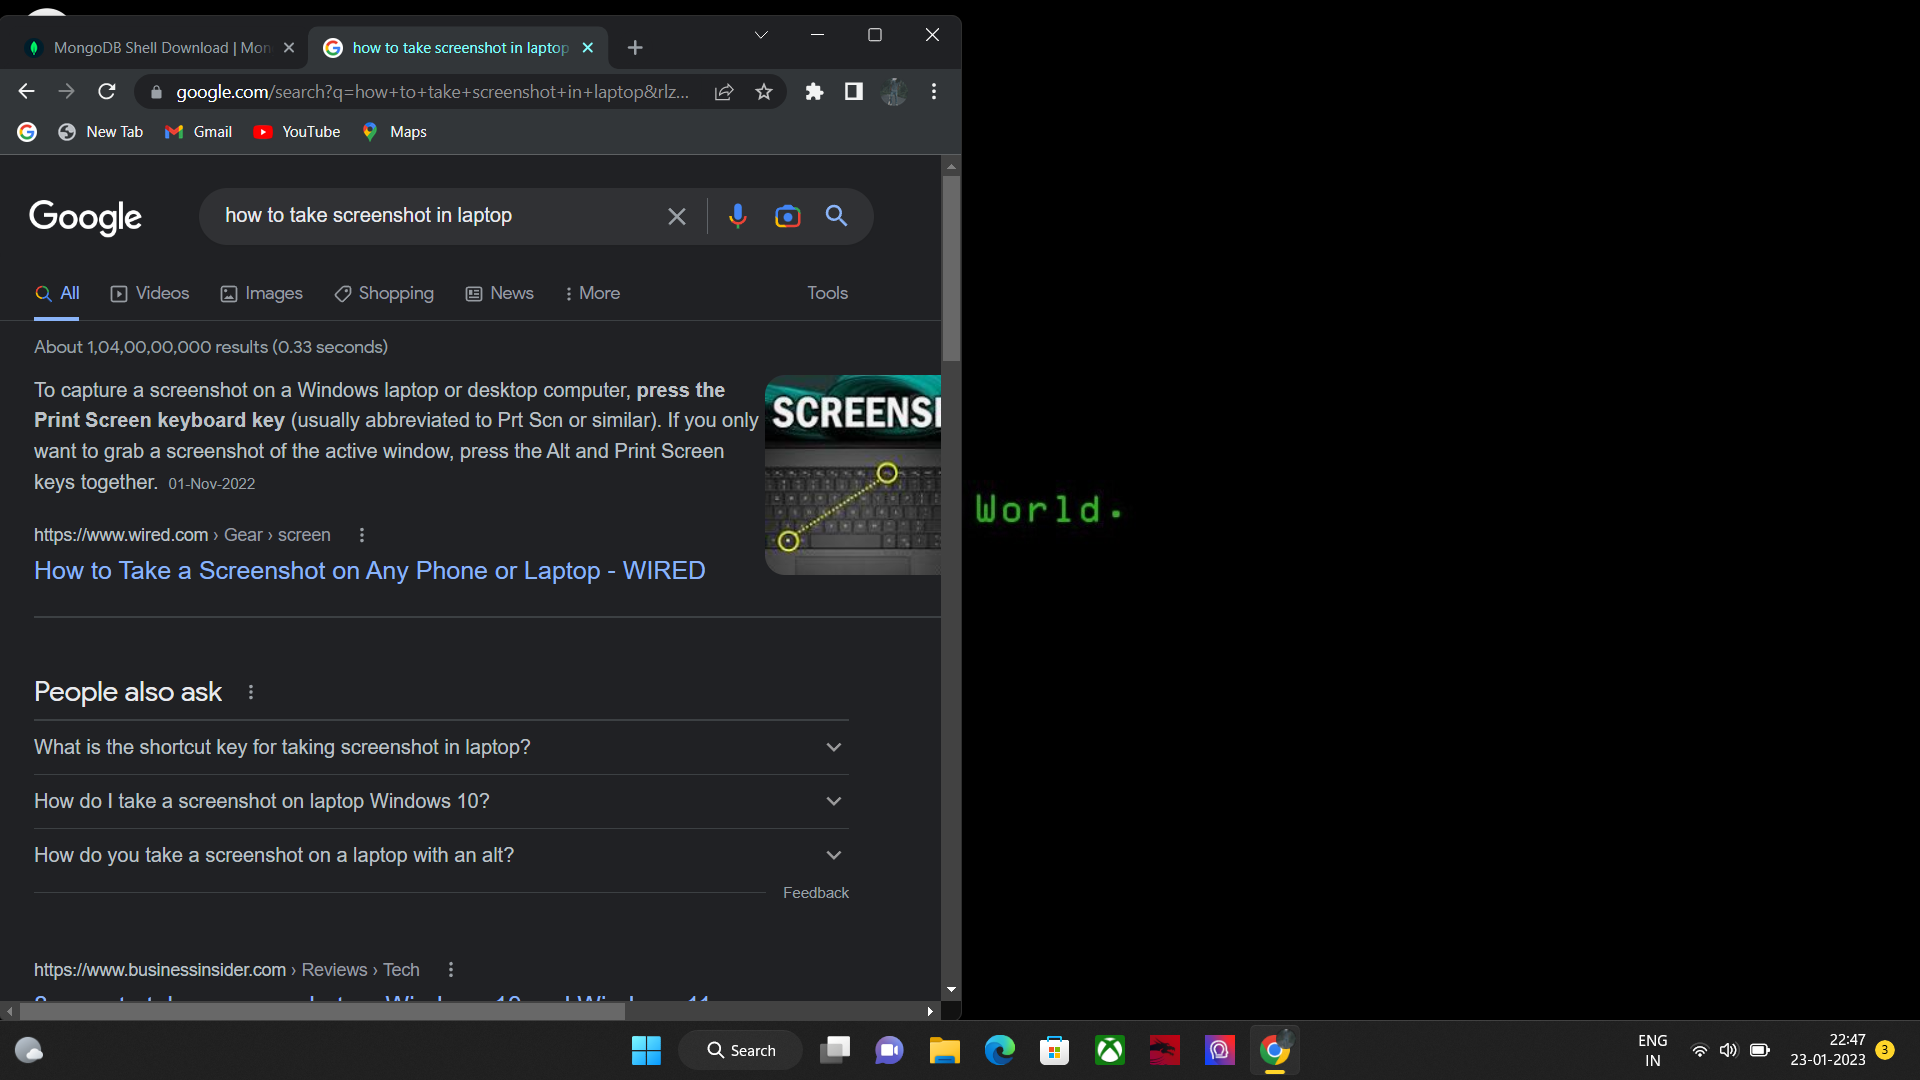 MongoDB Shell Download | Mon
how to take screenshot in laptop
google.com/search?q=how+to+take+screenshot+in+laptop&rlz...
New Tab
Gmail
YouTube
Maps
Google
how to take screenshot in laptop
All
Videos
Images
Shopping
News
More
Tools
About 1,04,00,00,000 results (0.33 seconds)
To capture a screenshot on a Windows laptop or desktop computer, press the
Print Screen keyboard key (usually abbreviated to Prt Scn or similar). If you only
want to grab a screenshot of the active window, press the Alt and Print Screen
keys together. 01-Nov-2022
SCREENS
https://www.wired.com › Gear › screen
How to Take a Screenshot on Any Phone or Laptop - WIRED
World.
People also ask
What is the shortcut key for taking screenshot in laptop?
How do I take a screenshot on laptop Windows 10?
How do you take a screenshot on a laptop with an alt?
Feedback
https://www.businessinsider.com › Reviews › Tech
Search
ENG
IN
22:47
23-01-2023
3